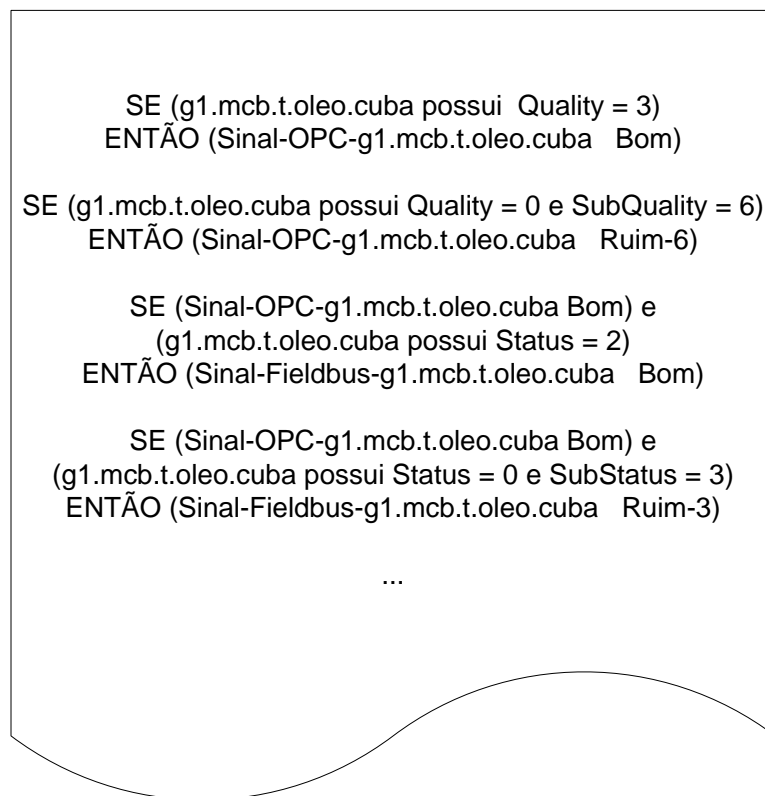 SE (g1.mcb.t.oleo.cuba possui  Quality = 3)
ENTÃO (Sinal-OPC-g1.mcb.t.oleo.cuba   Bom)
SE (g1.mcb.t.oleo.cuba possui Quality = 0 e SubQuality = 6)
ENTÃO (Sinal-OPC-g1.mcb.t.oleo.cuba   Ruim-6)
SE (Sinal-OPC-g1.mcb.t.oleo.cuba Bom) e
(g1.mcb.t.oleo.cuba possui Status = 2)
ENTÃO (Sinal-Fieldbus-g1.mcb.t.oleo.cuba   Bom)
SE (Sinal-OPC-g1.mcb.t.oleo.cuba Bom) e
(g1.mcb.t.oleo.cuba possui Status = 0 e SubStatus = 3)
ENTÃO (Sinal-Fieldbus-g1.mcb.t.oleo.cuba   Ruim-3)
...